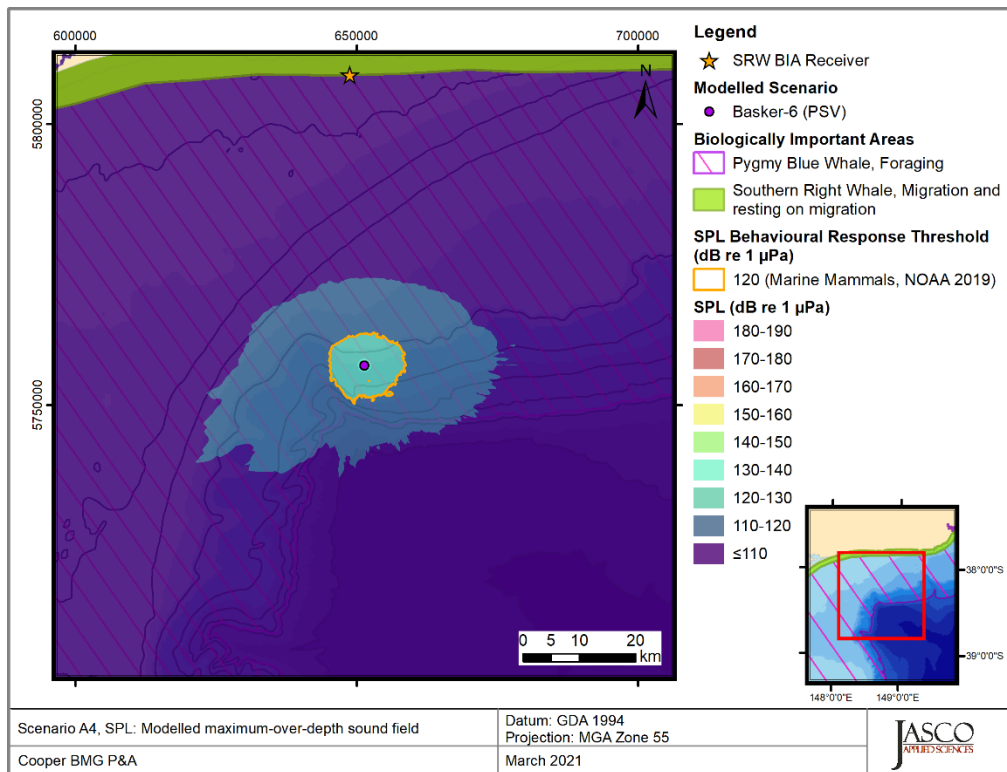 600000
650000
700000
5800000
5750000
N
0 5 10 20
km
Legend
SRW BIA Receiver
Modelled Scenario
Basker-6 (PSV)
Biologically Important Areas
Pygmy Blue Whale, Foraging
Southern Right Whale, Migration and
resting on migration
SPL Behavioural Response Threshold
(dB re 1 µPa)
120 (Marine Mammals, NOAA 2019)
SPL (dB re 1 µPa)
180-190
170-180
160-170
150-160
140-150
130-140
120-130
110-120
≤110
38°0'0"S
39°0'0"S
148°0'0"E
149°0'0"E
Scenario A4, SPL: Modelled maximum-over-depth sound field
Datum: GDA 1994
Projection: MGA Zone 55
Cooper BMG P&A
March 2021
JASCO
APPLIED SCIENCES